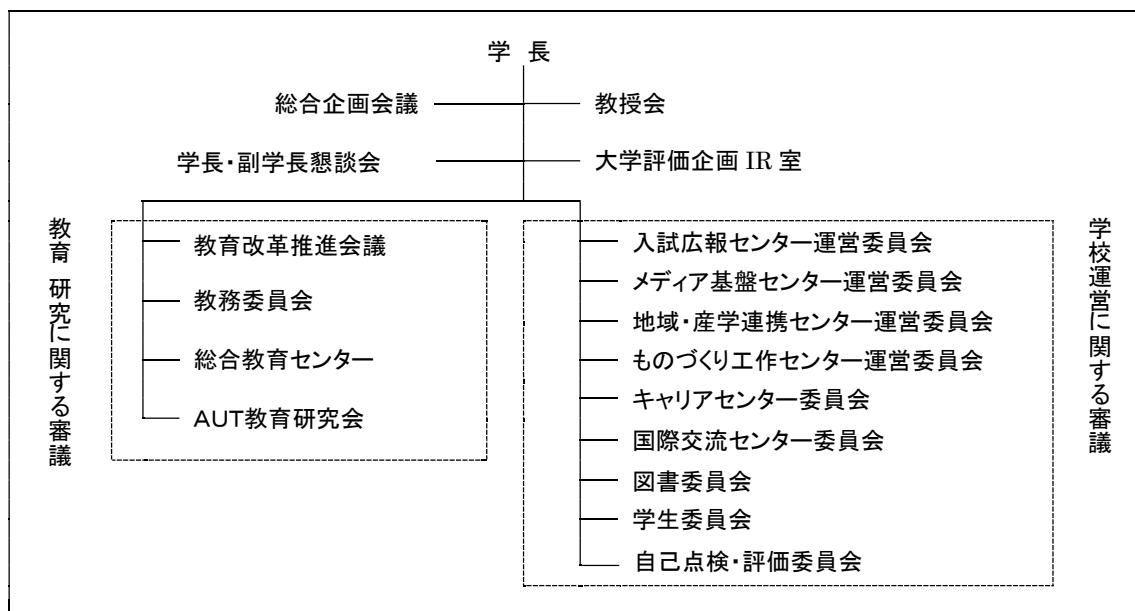 学 長
総合企画会議
教授会
学長・副学長懇談会
大学評価企画 IR 室
教育 研究に関する審議
教育改革推進会議
教務委員会
総合教育センター
AUT教育研究会
入試広報センター運営委員会
メディア基盤センター運営委員会
地域・産学連携センター運営委員会
ものづくり工作センター運営委員会
キャリアセンター委員会
国際交流センター委員会
図書委員会
学生委員会
自己点検・評価委員会
学校運営に関する審議